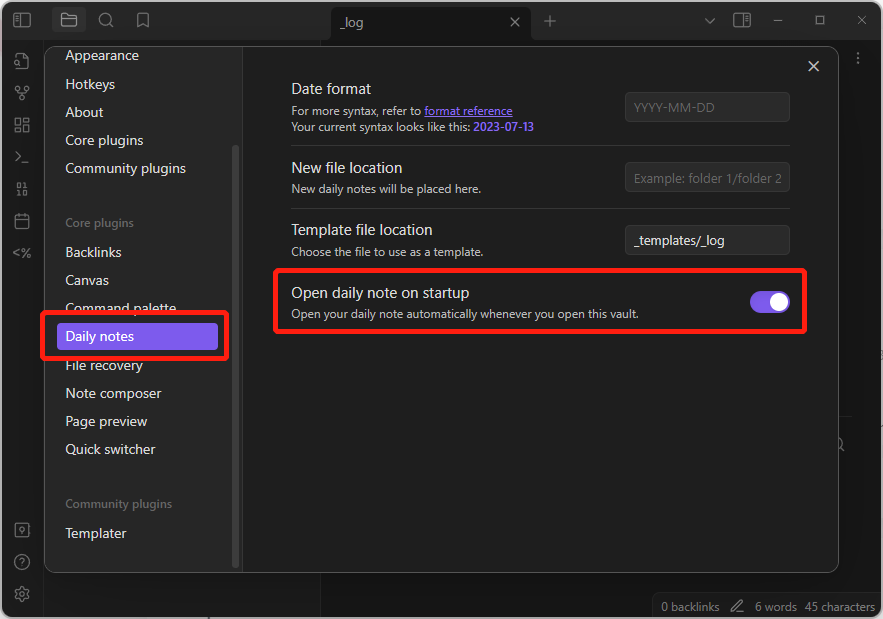 _log
Appearance
Hotkeys
About
Core plugins
Community plugins
Core plugins
Backlinks
Canvas
Command palette
Daily notes
File recovery
Note composer
Page preview
Quick switcher
Community plugins
Templater
Date format
For more syntax, refer to format reference
Your current syntax looks like this: 2023-07-13
YYYY-MM-DD
New file location
New daily notes will be placed here.
Example: folder 1/folder 2
Template file location
Choose the file to use as a template.
_templates/_log
Open daily note on startup
Open your daily note automatically whenever you open this vault.
0 backlinks 6 words 45 characters